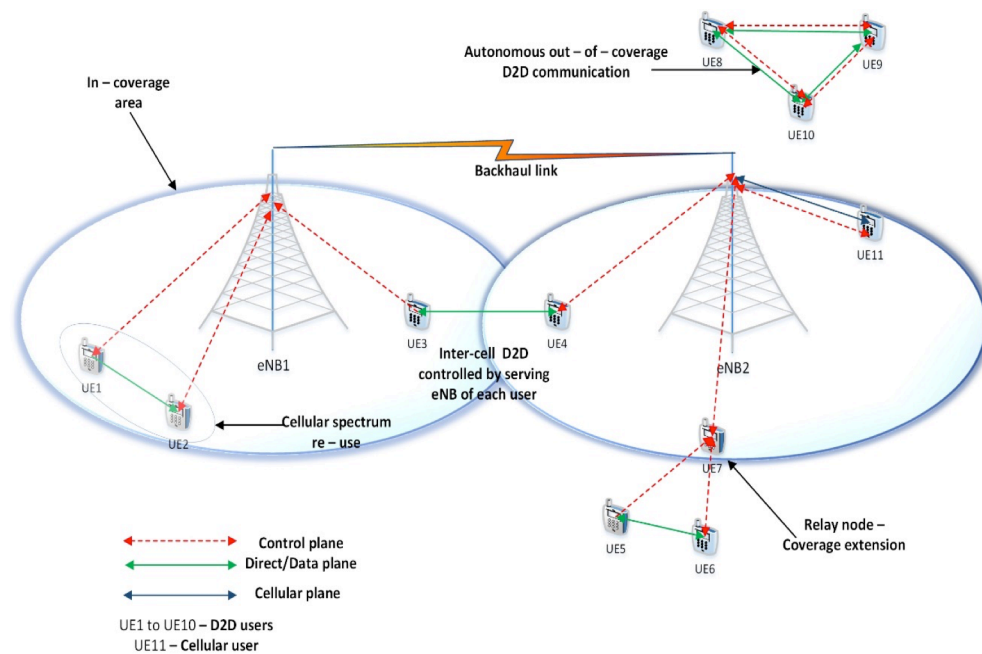 UE8
UE9
Autonomous out – of – coverage
D2D communication
UE10
In – coverage
area
Backhaul link
UE11
UE3
UE4
eNB1
eNB2
UE1
Inter-cell D2D
controlled by serving
eNB of each user
Cellular spectrum
re – use
UE2
UE7
Relay node –
Coverage extension
UE5
UE6
Control plane
Direct/Data plane
Cellular plane
UE1 to UE10 – D2D users
UE11 – Cellular user